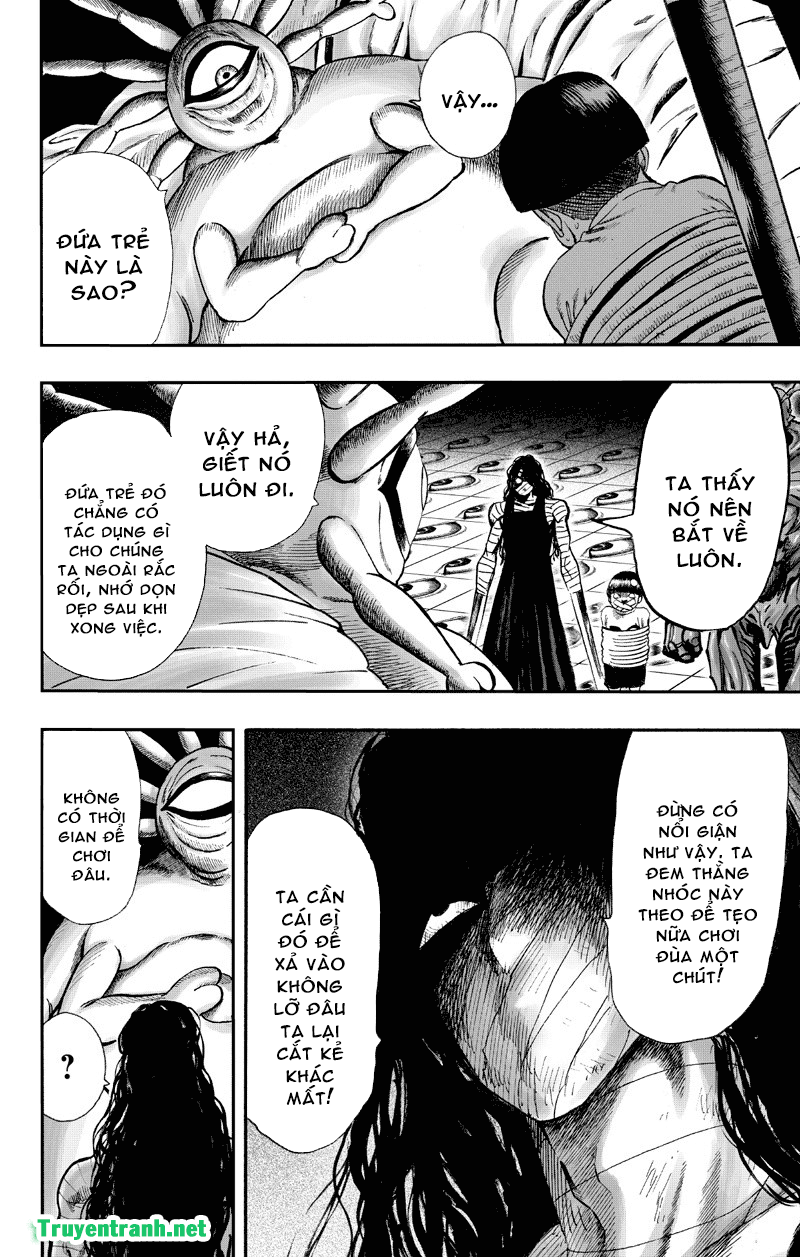 VẬY...
ĐỨA TRẺ
NÀY LÀ
SAO?
TA THẤY
NÓ NÊN
BẮT VỀ
LUÔN.
VẬY HẢ,
GIẾT NÓ
LUÔN ĐI.
ĐỨA TRẺ ĐÓ
CHẲNG CÓ
TÁC DỤNG GÌ
CHO CHÚNG
TA NGOÀI RẮC
RỐI, NHỚ DỌN
DẸP SAU KHI
XONG VIỆC.
ĐỪNG CÓ
NỔI GIẬN
NHƯ VẬY, TA
ĐEM THẰNG
NHÓC NÀY
THEO ĐỂ TẸO
NỮA CHƠI
ĐÙA MỘT
CHÚT!
TA CẦN
CÁI GÌ
ĐÓ ĐỂ
XẢ VÀO
KHÔNG
LỠ ĐÂU
TA LẠI
CẮT KẺ
KHÁC
MẤT!
KHÔNG
CÓ THỜI
GIAN ĐỂ
CHƠI
ĐÂU.
?
Truyentranh.net